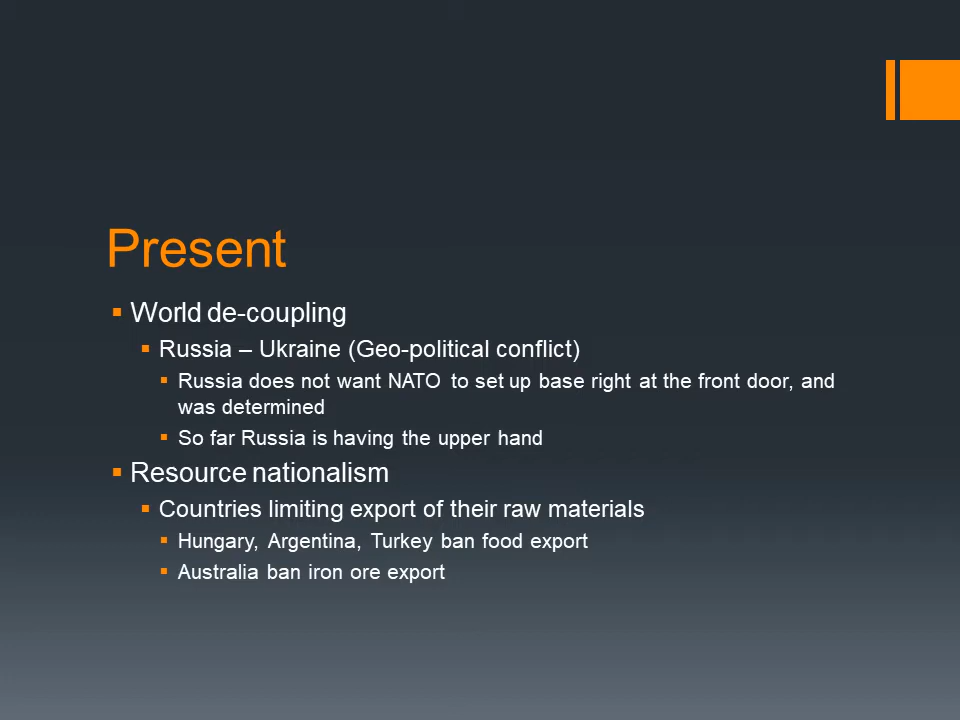 Present
World de-coupling
Russia – Ukraine (Geo-political conflict)
Russia does not want NATO to set up base right at the front door, and
was determined
So far Russia is having the upper hand
Resource nationalism
Countries limiting export of their raw materials
Hungary, Argentina, Turkey ban food export
Australia ban iron ore export